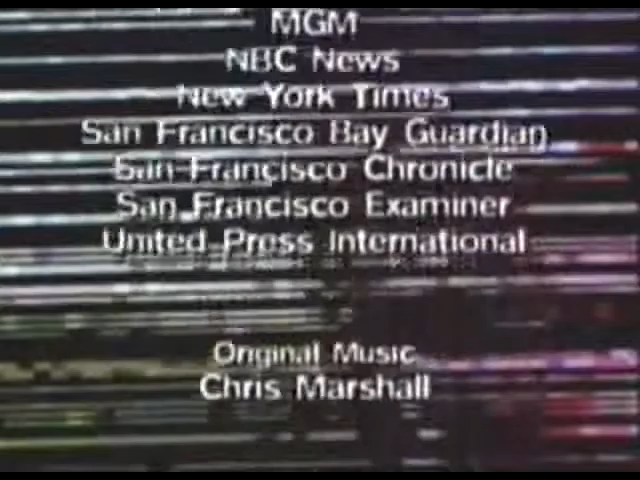 MGM
NBC News
New York Times
San Francisco Bay Guardian
San Francisco Chronicle
San Francisco Examiner
United Press International
Original Music
Chris Marshall